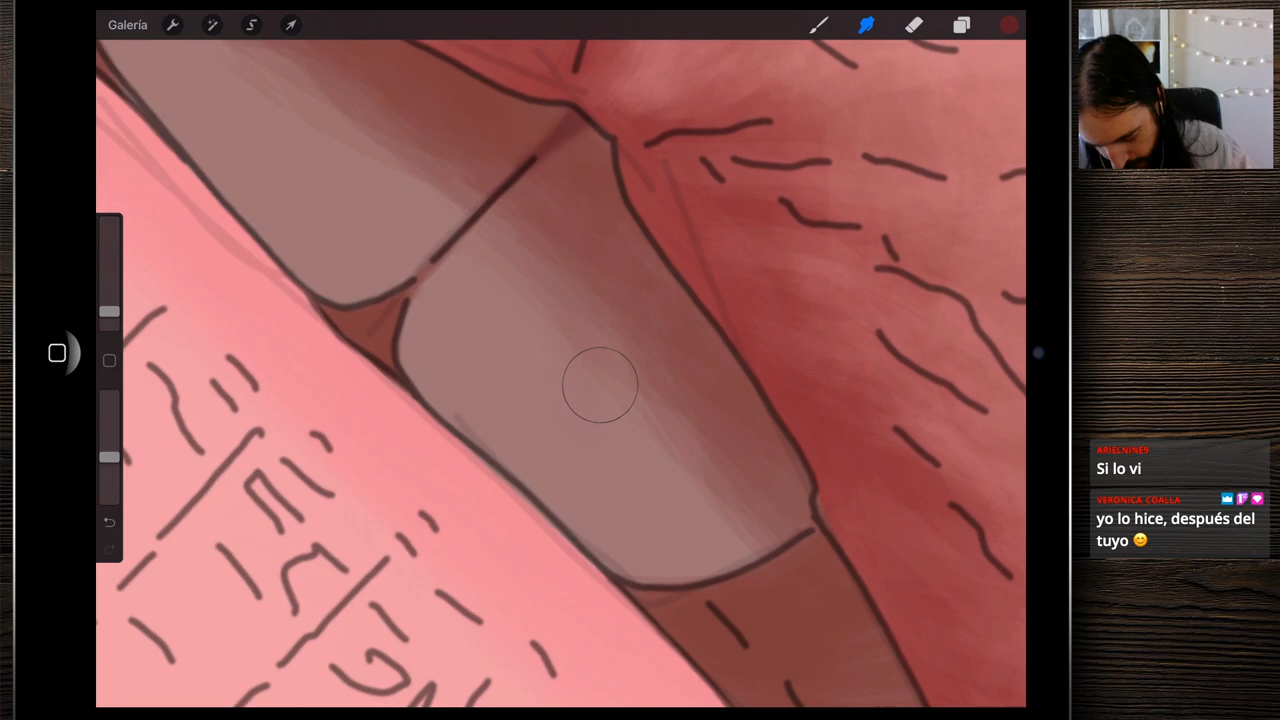 Galería
ARIELNINE9
Si lo vi
VERONICA COALLA
yo lo hice, después del
tuyo 😊